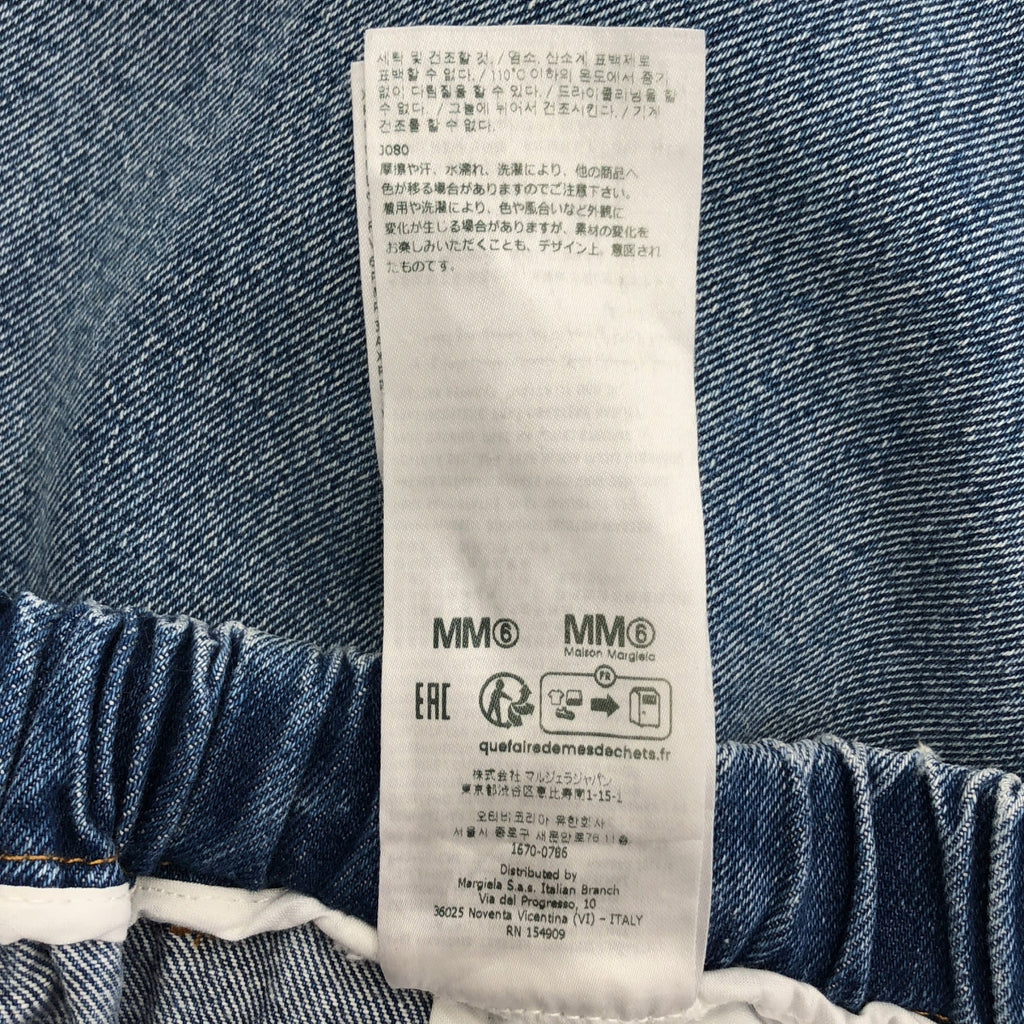 세탁 및 건조할 것. / 염소, 산소계 표백제로
표백할 수 없다. / 110°C 이하의 온도에서 증기
없이 다림질을 할 수 있다. / 드라이클리닝을 할
수 없다. / 그늘에 뉘어서 건조시킨다. / 기계
건조를 할 수 없다.
J080
摩擦や汗、水濡れ、洗濯により、他の商品へ
色が移る場合がありますのでご注意下さい。
着用や洗濯により、色や風合いなど外観に
変化が生じる場合がありますが、素材の変化を
お楽しみいただくことも、デザイン上、意図され
たものです。
MM⑥ MM⑥
Maison Margiela
EAC FR
quefairedemesdechets.fr
株式会社 マルジェラジャパン
東京都渋谷区恵比寿南1-15-1
오티비코리아 유한회사
서울시 종로구 새문안로76 11층
1670-0786
Distributed by
Margiela S.a.s. Italian Branch
Via del Progresso, 10
36025 Noventa Vicentina (VI) – ITALY
RN 154909